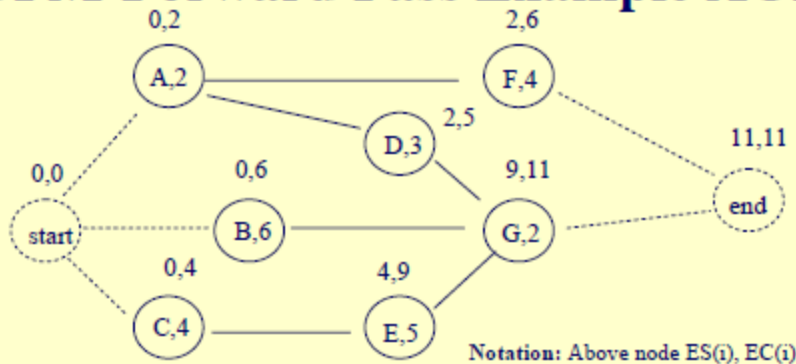 0,2
2,6
A,2
F,4
D,3
2,5
11,11
0,0
0,6
9,11
start
B,6
G,2
end
0,4
4,9
C,4
E,5
Notation: Above node ES(i), EC(i)